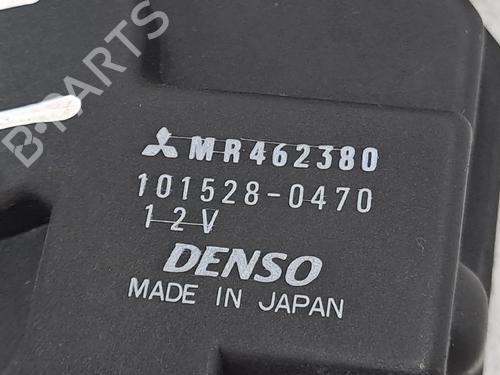 MR462380
101528-0470
12V
DENSO
MADE IN JAPAN
B-PARTS